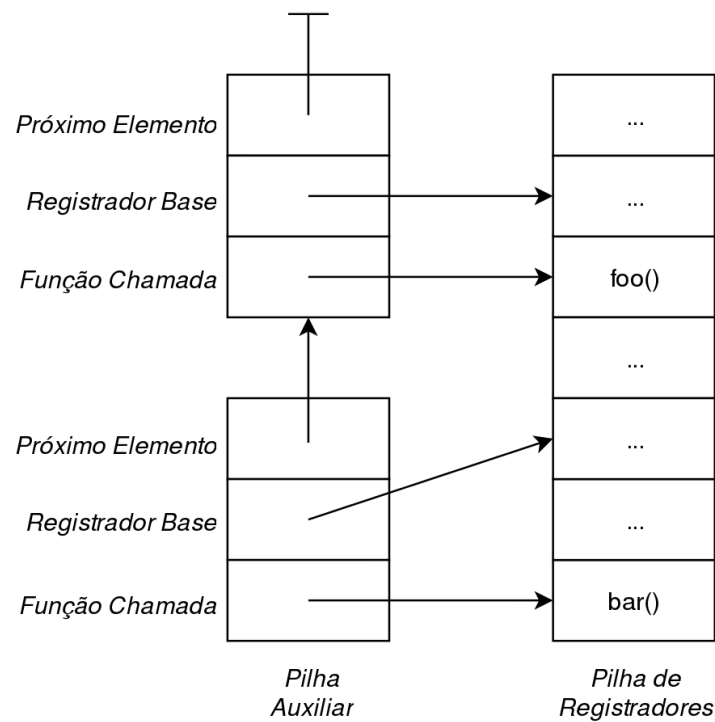 Próximo Elemento
...
Registrador Base
...
Função Chamada
foo()
...
Próximo Elemento
...
Registrador Base
...
Função Chamada
bar()
Pilha
Auxiliar
Pilha de
Registradores